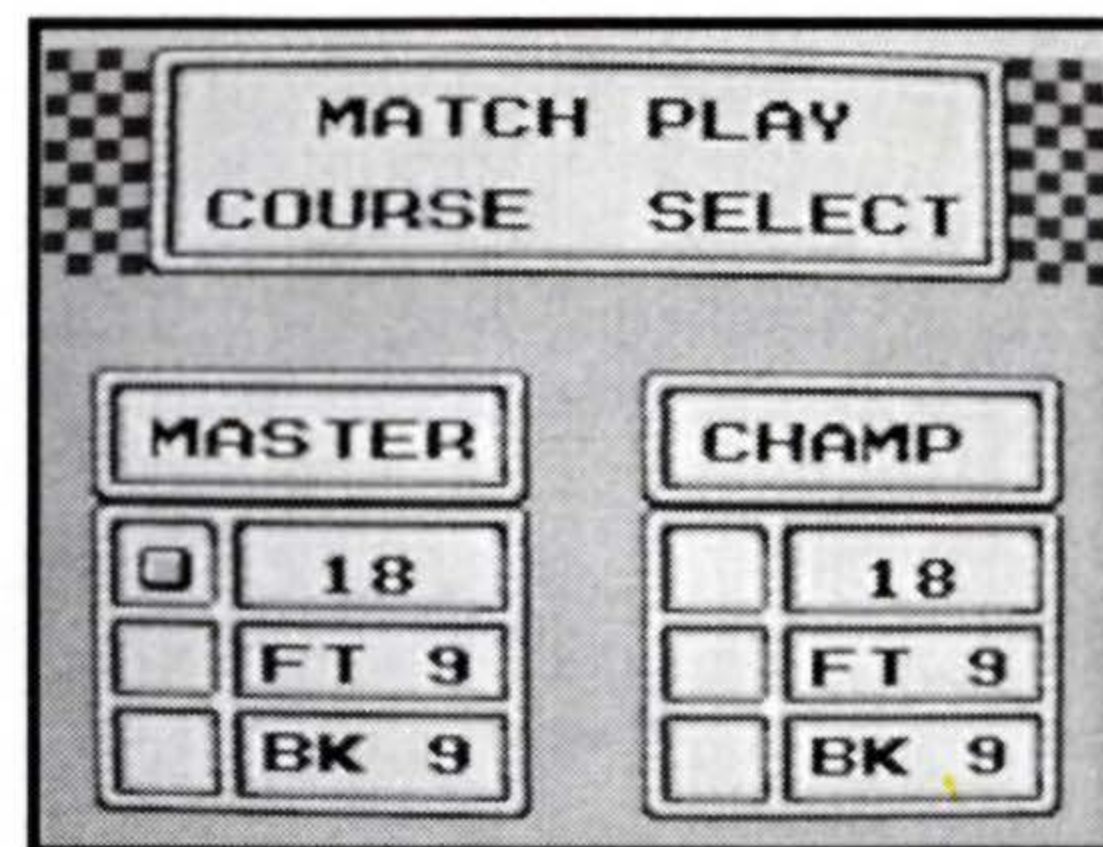 MATCH PLAY
COURSE SELECT
MASTER
18
FT 9
BK 9
CHAMP
18
FT 9
BK 9